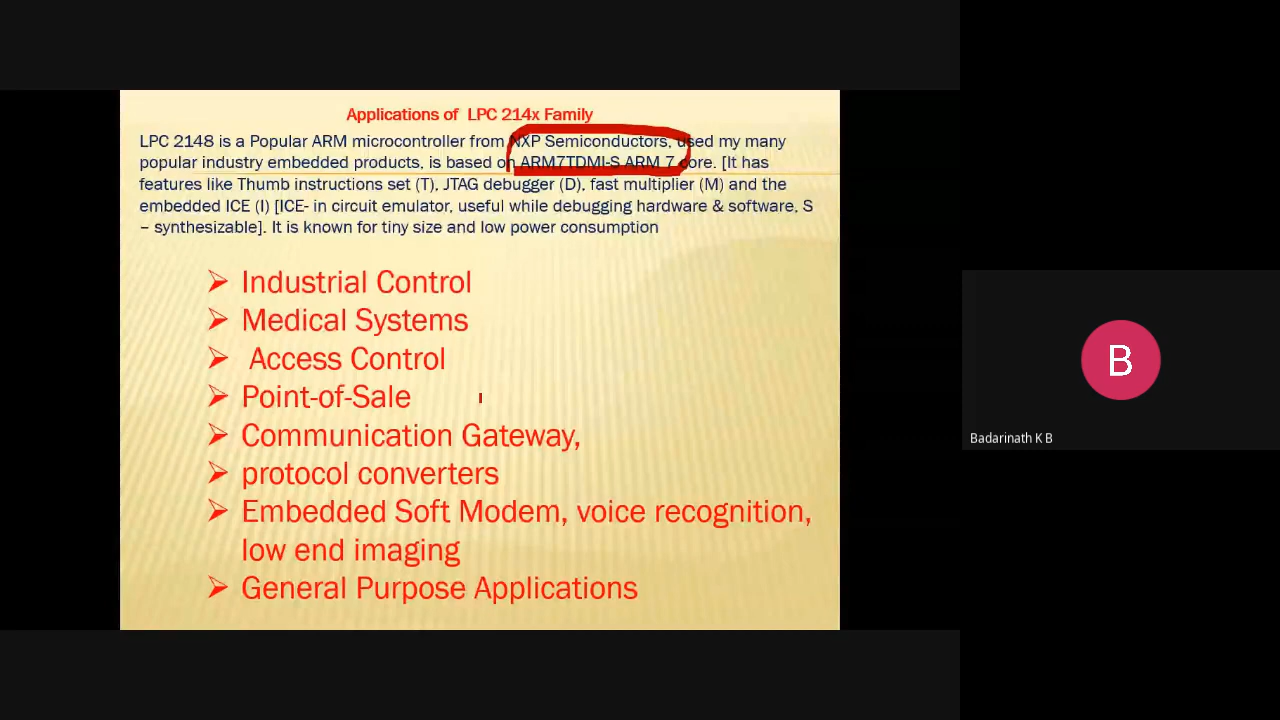 Applications of LPC 214x Family
LPC 2148 is a Popular ARM microcontroller from NXP Semiconductors, used my many
popular industry embedded products, is based on ARM7TDMI-S ARM 7 core. [It has
features like Thumb instructions set (T), JTAG debugger (D), fast multiplier (M) and the
embedded ICE (I) [ICE- in circuit emulator, useful while debugging hardware & software, S
– synthesizable]. It is known for tiny size and low power consumption
Industrial Control
Medical Systems
Access Control
Point-of-Sale
Communication Gateway,
protocol converters
Embedded Soft Modem, voice recognition,
low end imaging
General Purpose Applications
B
Badarinath K B